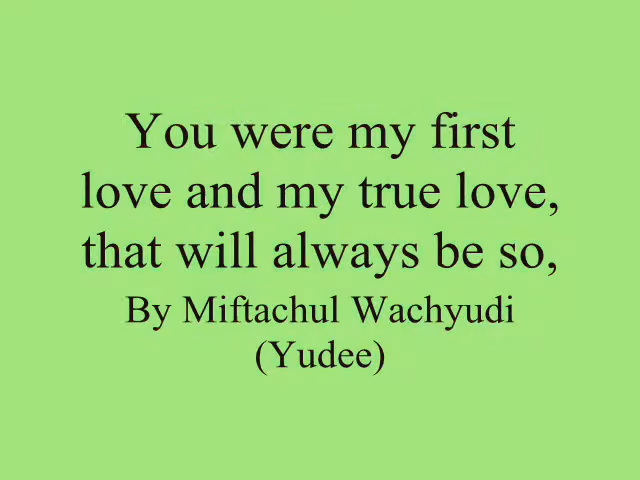 You were my first
love and my true love,
that will always be so,
By Miftachul Wachyudi
(Yudee)